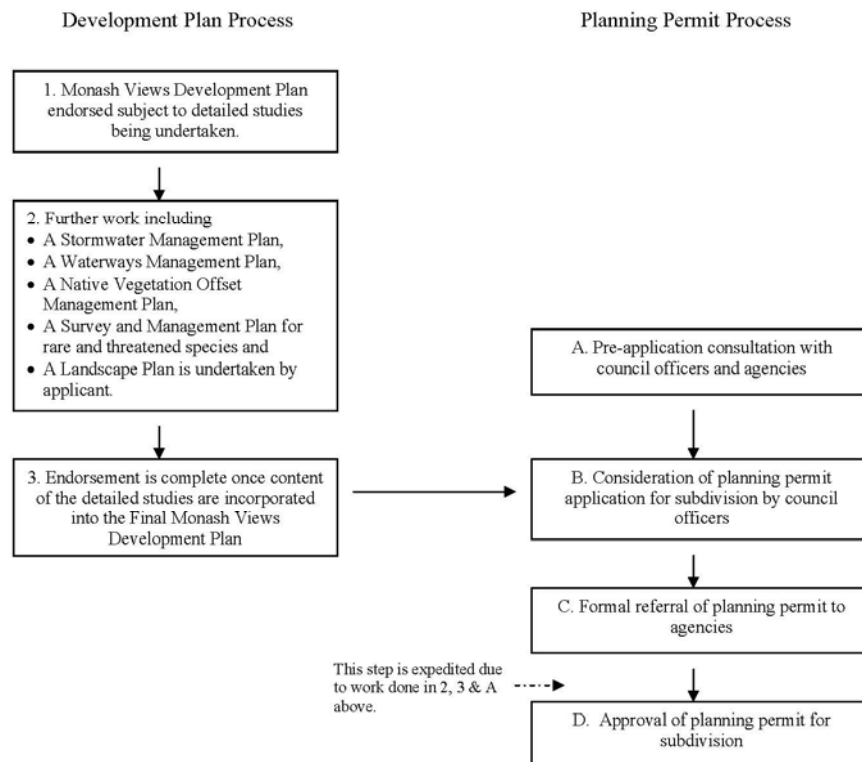 Development Plan Process
Planning Permit Process
1. Monash Views Development Plan
endorsed subject to detailed studies
being undertaken.
2. Further work including
• A Stormwater Management Plan,
• A Waterways Management Plan,
• A Native Vegetation Offset
Management Plan,
• A Survey and Management Plan for
rare and threatened species and
• A Landscape Plan is undertaken by
applicant.
3. Endorsement is complete once content
of the detailed studies are incorporated
into the Final Monash Views
Development Plan
A. Pre-application consultation with
council officers and agencies
B. Consideration of planning permit
application for subdivision by council
officers
C. Formal referral of planning permit to
agencies
This step is expedited due
to work done in 2, 3 & A
above.
D. Approval of planning permit for
subdivision